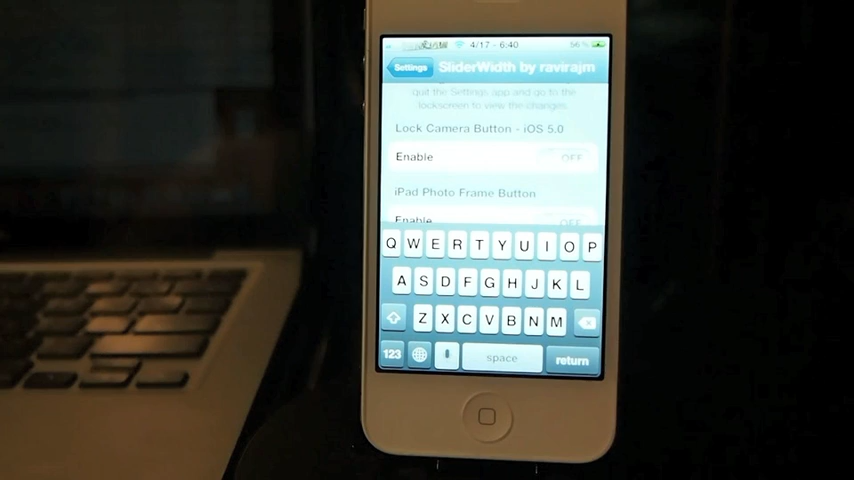 4/17 - 6:40
56 %
Settings
SliderWidth by ravirajm
quit the Settings app and go to the
lockscreen to view the changes.
Lock Camera Button - iOS 5.0
Enable
OFF
iPad Photo Frame Button
Enable
OFF
Q W E R T Y U I O P
A S D F G H J K L
Z X C V B N M
123
space
return